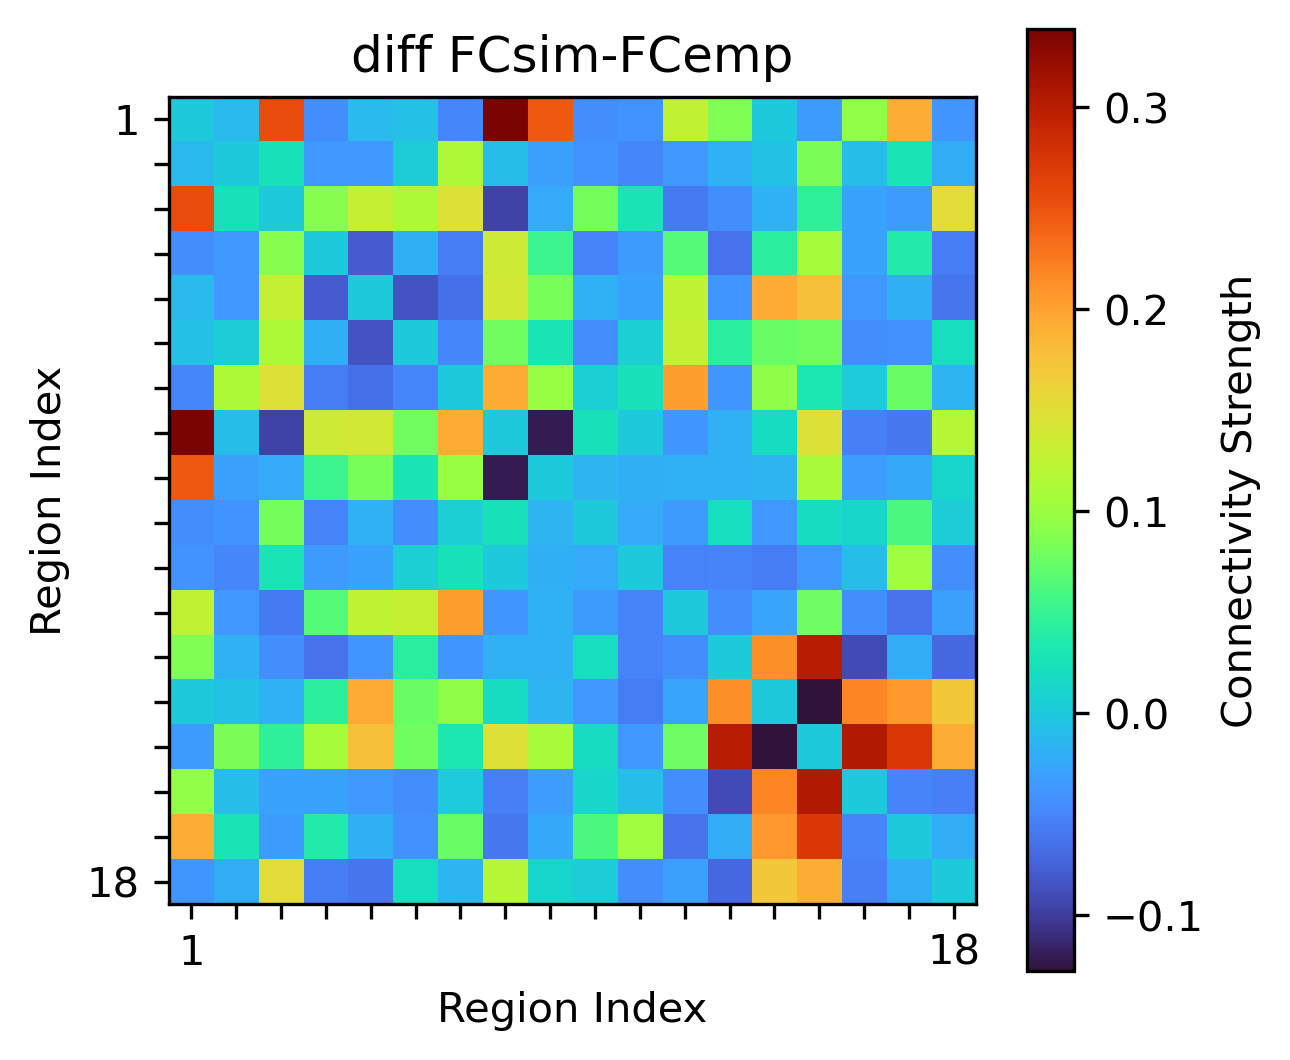 diff FCsim-FCemp
1
18
Region Index
1
18
Region Index
0.3
0.2
0.1
0.0
−0.1
Connectivity Strength